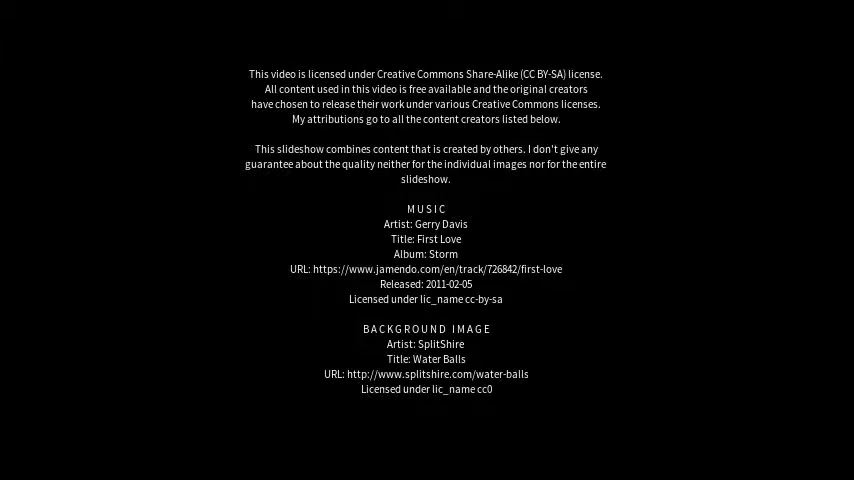 This video is licensed under Creative Commons Share-Alike (CC BY-SA) license.
All content used in this video is free available and the original creators
have chosen to release their work under various Creative Commons licenses.
My attributions go to all the content creators listed below.
This slideshow combines content that is created by others. I don't give any
guarantee about the quality neither for the individual images nor for the entire
slideshow.
MUSIC
Artist: Gerry Davis
Title: First Love
Album: Storm
URL: https://www.jamendo.com/en/track/726842/first-love
Released: 2011-02-05
Licensed under lic_name cc-by-sa
BACKGROUND IMAGE
Artist: SplitShire
Title: Water Balls
URL: http://www.splitshire.com/water-balls
Licensed under lic_name cc0